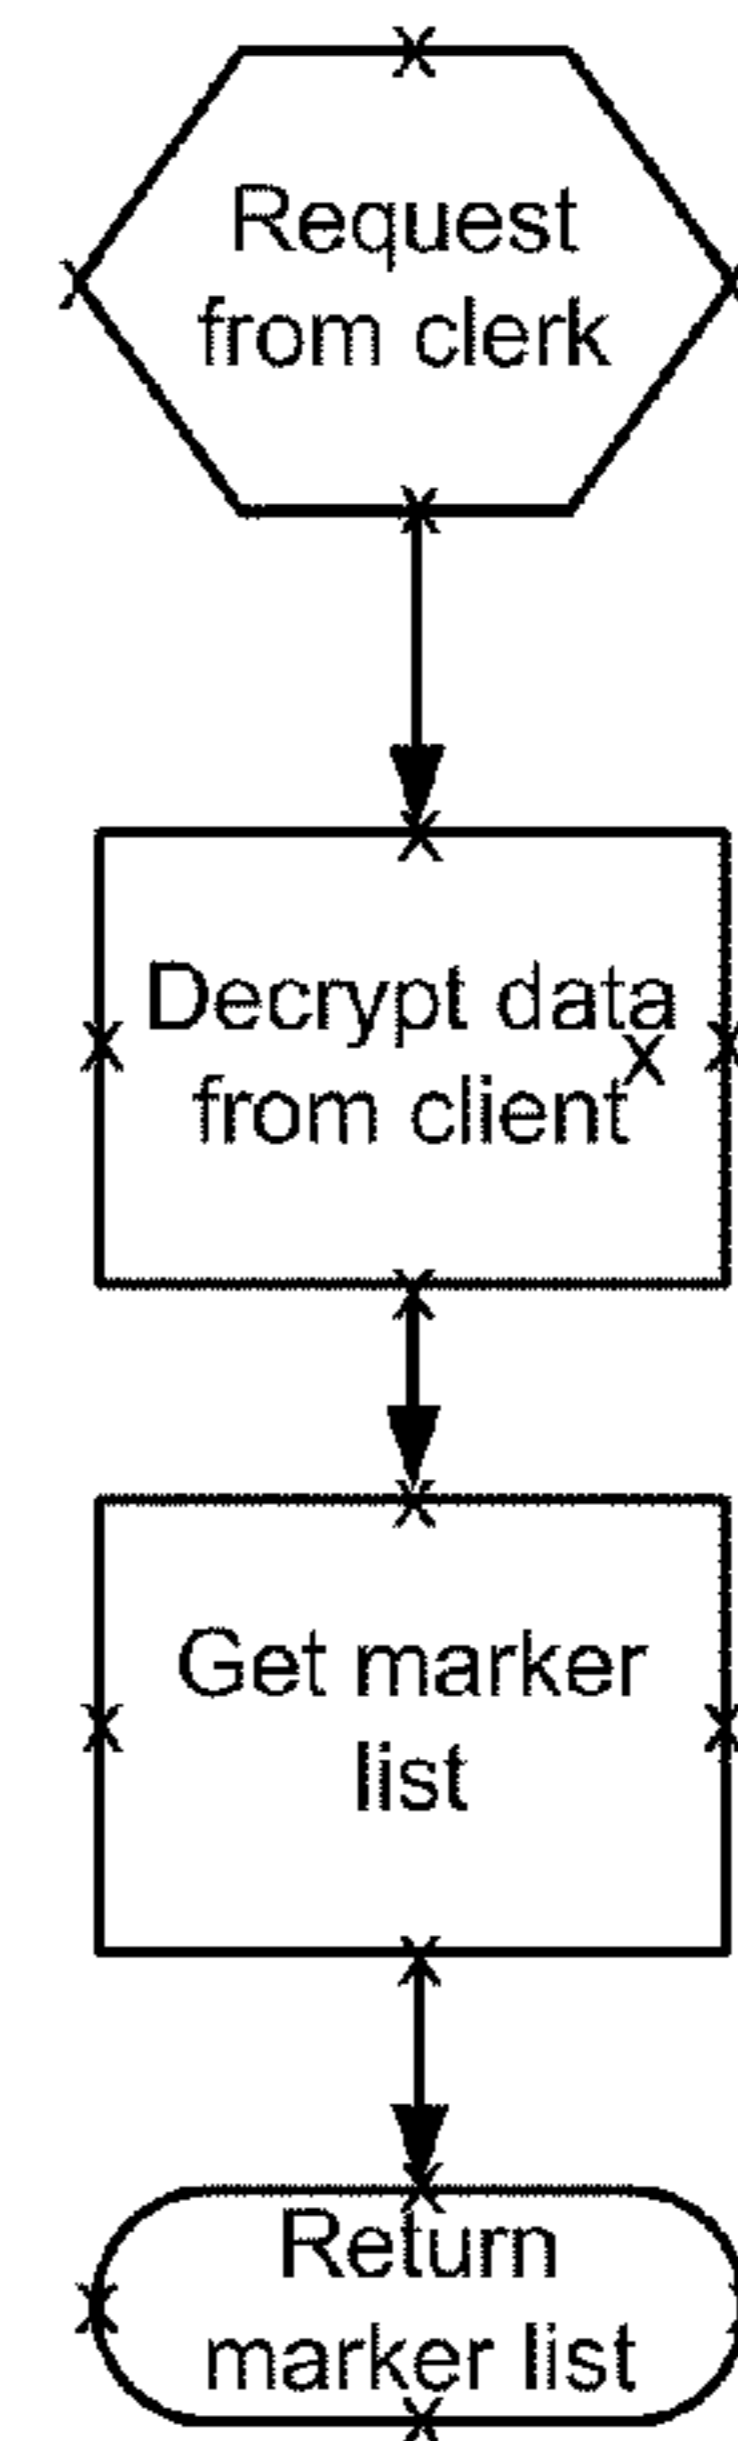 Request
from clerk
Decrypt data
from client
Get marker
list
Return
marker list